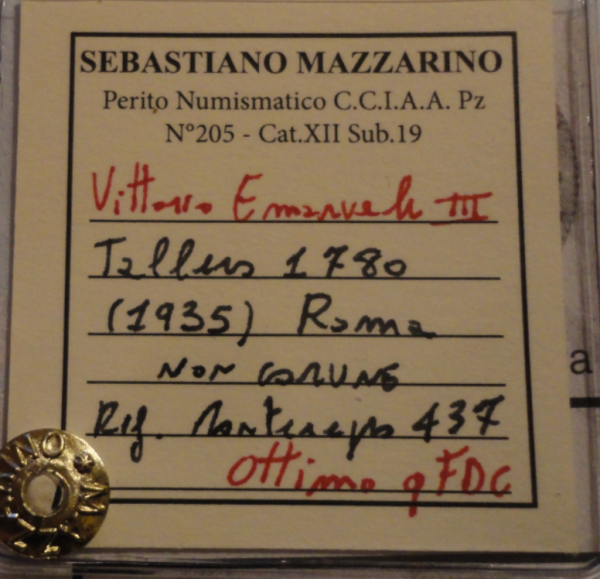 SEBASTIANO MAZZARINO
Perito Numismatico C.C.I.A.A. Pz
N°205 - Cat.XII Sub.19
Vittorio Emanuele III
Tallero 1780
(1935) Roma
NON COMUNE
Rif. Montenegro 437
Ottimo qFDC
a